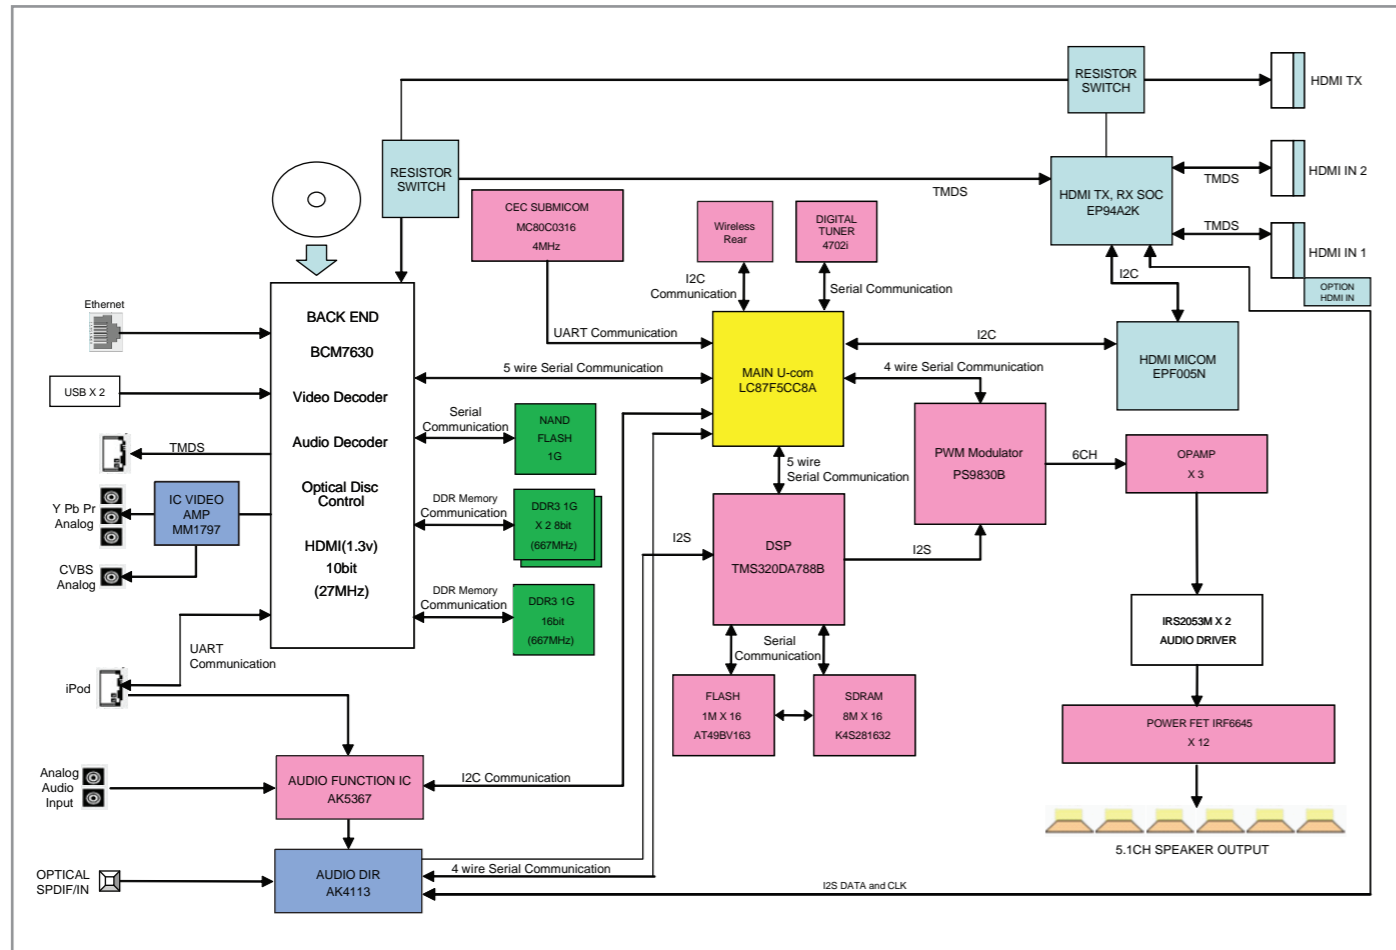 RESISTOR
SWITCH
HDMI TX
RESISTOR
SWITCH
TMDS
HDMI TX, RX SOC
EP94A2K
TMDS
HDMI IN 2
TMDS
HDMI IN 1
OPTION
HDMI IN
I2C
CEC SUBMICOM
MC80C0316
4MHz
Wireless
Rear
DIGITAL
TUNER
4702i
I2C
Communication
Serial Communication
UART Communication
Ethernet
USB X 2
TMDS
Y Pb Pr
Analog
IC VIDEO
AMP
MM1797
CVBS
Analog
BACK END
BCM7630
Video Decoder
Audio Decoder
Optical Disc
Control
HDMI(1.3v)
10bit
(27MHz)
5 wire Serial Communication
Serial
Communication
NAND
FLASH
1G
DDR Memory
Communication
DDR3 1G
X 2 8bit
(667MHz)
DDR Memory
Communication
DDR3 1G
16bit
(667MHz)
MAIN U-com
LC87F5CC8A
I2C
HDMI MICOM
EPF005N
4 wire Serial Communication
5 wire
Serial Communication
PWM Modulator
PS9830B
6CH
OPAMP
X 3
I2S
DSP
TMS320DA788B
I2S
Serial
Communication
FLASH
1M X 16
AT49BV163
SDRAM
8M X 16
K4S281632
IRS2053M X 2
AUDIO DRIVER
POWER FET IRF6645
X 12
5.1CH SPEAKER OUTPUT
UART
Communication
iPod
Analog
Audio
Input
AUDIO FUNCTION IC
AK5367
I2C Communication
OPTICAL
SPDIF/IN
AUDIO DIR
AK4113
4 wire Serial Communication
I2S DATA and CLK